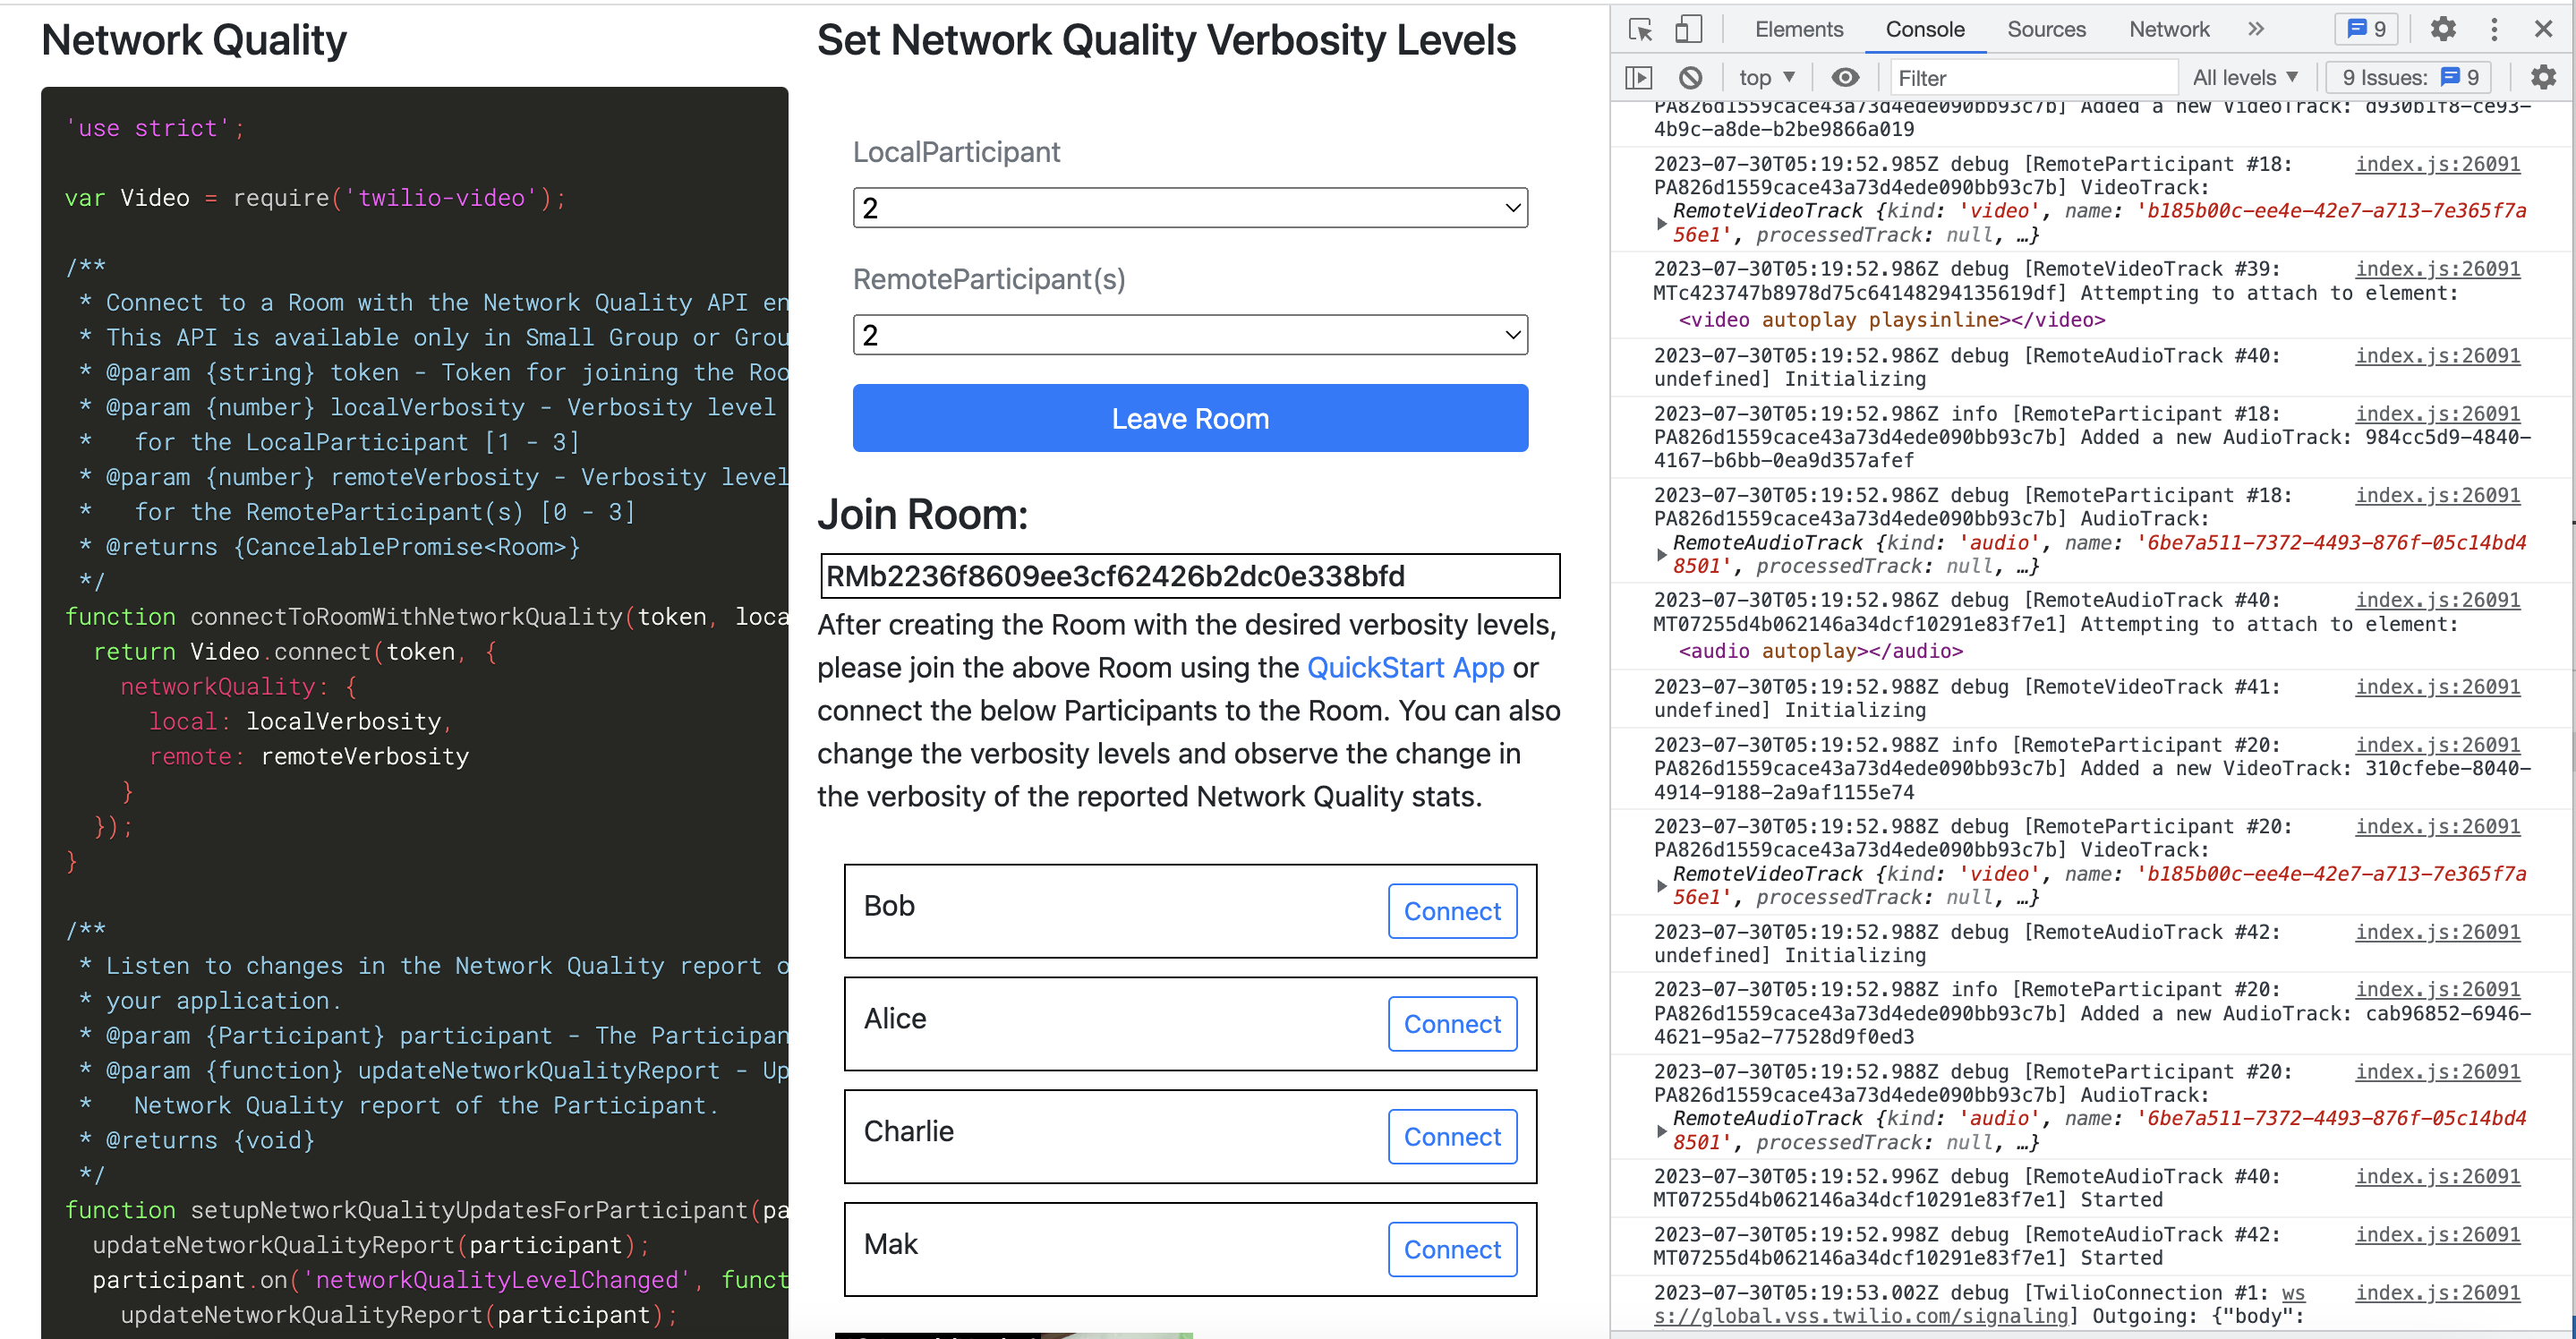 Network Quality
'use strict';
var Video = require('twilio-video');
/**
* Connect to a Room with the Network Quality API en
* This API is available only in Small Group or Grou
* @param {string} token - Token for joining the Roo
* @param {number} localVerbosity - Verbosity level
*   for the LocalParticipant [1 - 3]
* @param {number} remoteVerbosity - Verbosity level
*   for the RemoteParticipant(s) [0 - 3]
* @returns {CancelablePromise<Room>}
*/
function connectToRoomWithNetworkQuality(token, loca
return Video.connect(token, {
networkQuality: {
local: localVerbosity,
remote: remoteVerbosity
}
});
}
/**
* Listen to changes in the Network Quality report o
* your application.
* @param {Participant} participant - The Participan
* @param {function} updateNetworkQualityReport - Up
*   Network Quality report of the Participant.
* @returns {void}
*/
function setupNetworkQualityUpdatesForParticipant(pa
updateNetworkQualityReport(participant);
participant.on('networkQualityLevelChanged', funct
updateNetworkQualityReport(participant);
Set Network Quality Verbosity Levels
LocalParticipant
2
RemoteParticipant(s)
2
Leave Room
Join Room:
RMb2236f8609ee3cf62426b2dc0e338bfd
After creating the Room with the desired verbosity levels,
please join the above Room using the QuickStart App or
connect the below Participants to the Room. You can also
change the verbosity levels and observe the change in
the verbosity of the reported Network Quality stats.
Bob Connect
Alice Connect
Charlie Connect
Mak Connect
Elements Console Sources Network » 9
top Filter All levels 9 Issues: 9
PA826d1559cace43a73d4ede090bb93c7b] Added a new VideoTrack: d930b1f8-ce93-
4b9c-a8de-b2be9866a019
2023-07-30T05:19:52.985Z debug [RemoteParticipant #18: index.js:26091
PA826d1559cace43a73d4ede090bb93c7b] VideoTrack:
RemoteVideoTrack {kind: 'video', name: 'b185b00c-ee4e-42e7-a713-7e365f7a
56e1', processedTrack: null, …}
2023-07-30T05:19:52.986Z debug [RemoteVideoTrack #39: index.js:26091
MTc423747b8978d75c64148294135619df] Attempting to attach to element:
<video autoplay playsinline></video>
2023-07-30T05:19:52.986Z debug [RemoteAudioTrack #40: index.js:26091
undefined] Initializing
2023-07-30T05:19:52.986Z info [RemoteParticipant #18: index.js:26091
PA826d1559cace43a73d4ede090bb93c7b] Added a new AudioTrack: 984cc5d9-4840-
4167-b6bb-0ea9d357afef
2023-07-30T05:19:52.986Z debug [RemoteParticipant #18: index.js:26091
PA826d1559cace43a73d4ede090bb93c7b] AudioTrack:
RemoteAudioTrack {kind: 'audio', name: '6be7a511-7372-4493-876f-05c14bd4
8501', processedTrack: null, …}
2023-07-30T05:19:52.986Z debug [RemoteAudioTrack #40: index.js:26091
MT07255d4b062146a34dcf10291e83f7e1] Attempting to attach to element:
<audio autoplay></audio>
2023-07-30T05:19:52.988Z debug [RemoteVideoTrack #41: index.js:26091
undefined] Initializing
2023-07-30T05:19:52.988Z info [RemoteParticipant #20: index.js:26091
PA826d1559cace43a73d4ede090bb93c7b] Added a new VideoTrack: 310cfebe-8040-
4914-9188-2a9af1155e74
2023-07-30T05:19:52.988Z debug [RemoteParticipant #20: index.js:26091
PA826d1559cace43a73d4ede090bb93c7b] VideoTrack:
RemoteVideoTrack {kind: 'video', name: 'b185b00c-ee4e-42e7-a713-7e365f7a
56e1', processedTrack: null, …}
2023-07-30T05:19:52.988Z debug [RemoteAudioTrack #42: index.js:26091
undefined] Initializing
2023-07-30T05:19:52.988Z info [RemoteParticipant #20: index.js:26091
PA826d1559cace43a73d4ede090bb93c7b] Added a new AudioTrack: cab96852-6946-
4621-95a2-77528d9f0ed3
2023-07-30T05:19:52.988Z debug [RemoteParticipant #20: index.js:26091
PA826d1559cace43a73d4ede090bb93c7b] AudioTrack:
RemoteAudioTrack {kind: 'audio', name: '6be7a511-7372-4493-876f-05c14bd4
8501', processedTrack: null, …}
2023-07-30T05:19:52.996Z debug [RemoteAudioTrack #40: index.js:26091
MT07255d4b062146a34dcf10291e83f7e1] Started
2023-07-30T05:19:52.998Z debug [RemoteAudioTrack #42: index.js:26091
MT07255d4b062146a34dcf10291e83f7e1] Started
2023-07-30T05:19:53.002Z debug [TwilioConnection #1: ws index.js:26091
s://global.vss.twilio.com/signaling] Outgoing: {"body":